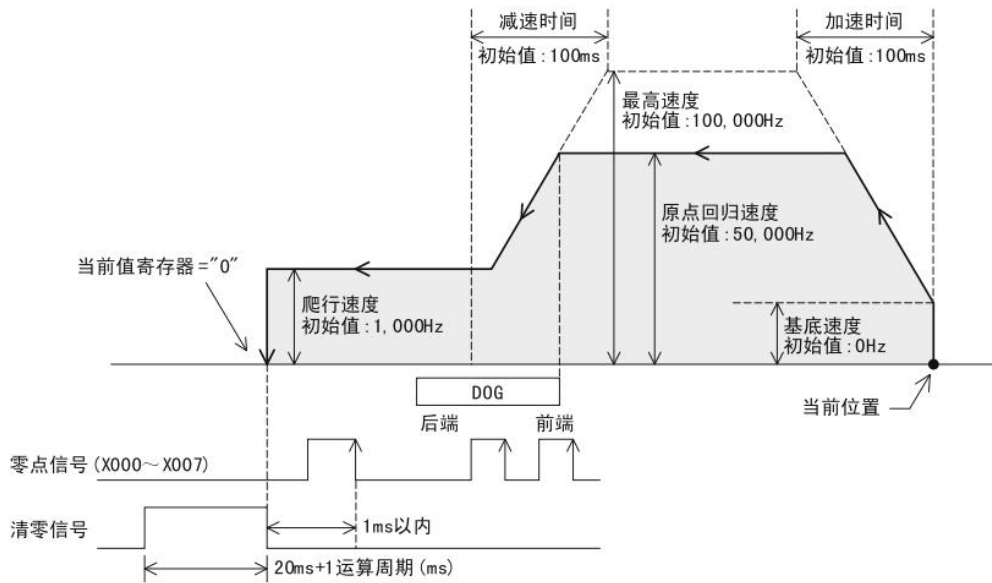 减速时间
初始值:100ms
加速时间
初始值:100ms
最高速度
初始值:100,000Hz
原点回归速度
初始值:50,000Hz
当前值寄存器="0"
爬行速度
初始值:1,000Hz
基底速度
初始值:0Hz
DOG
当前位置
后端
前端
零点信号(X000～X007)
清零信号
1ms以内
20ms+1运算周期(ms)